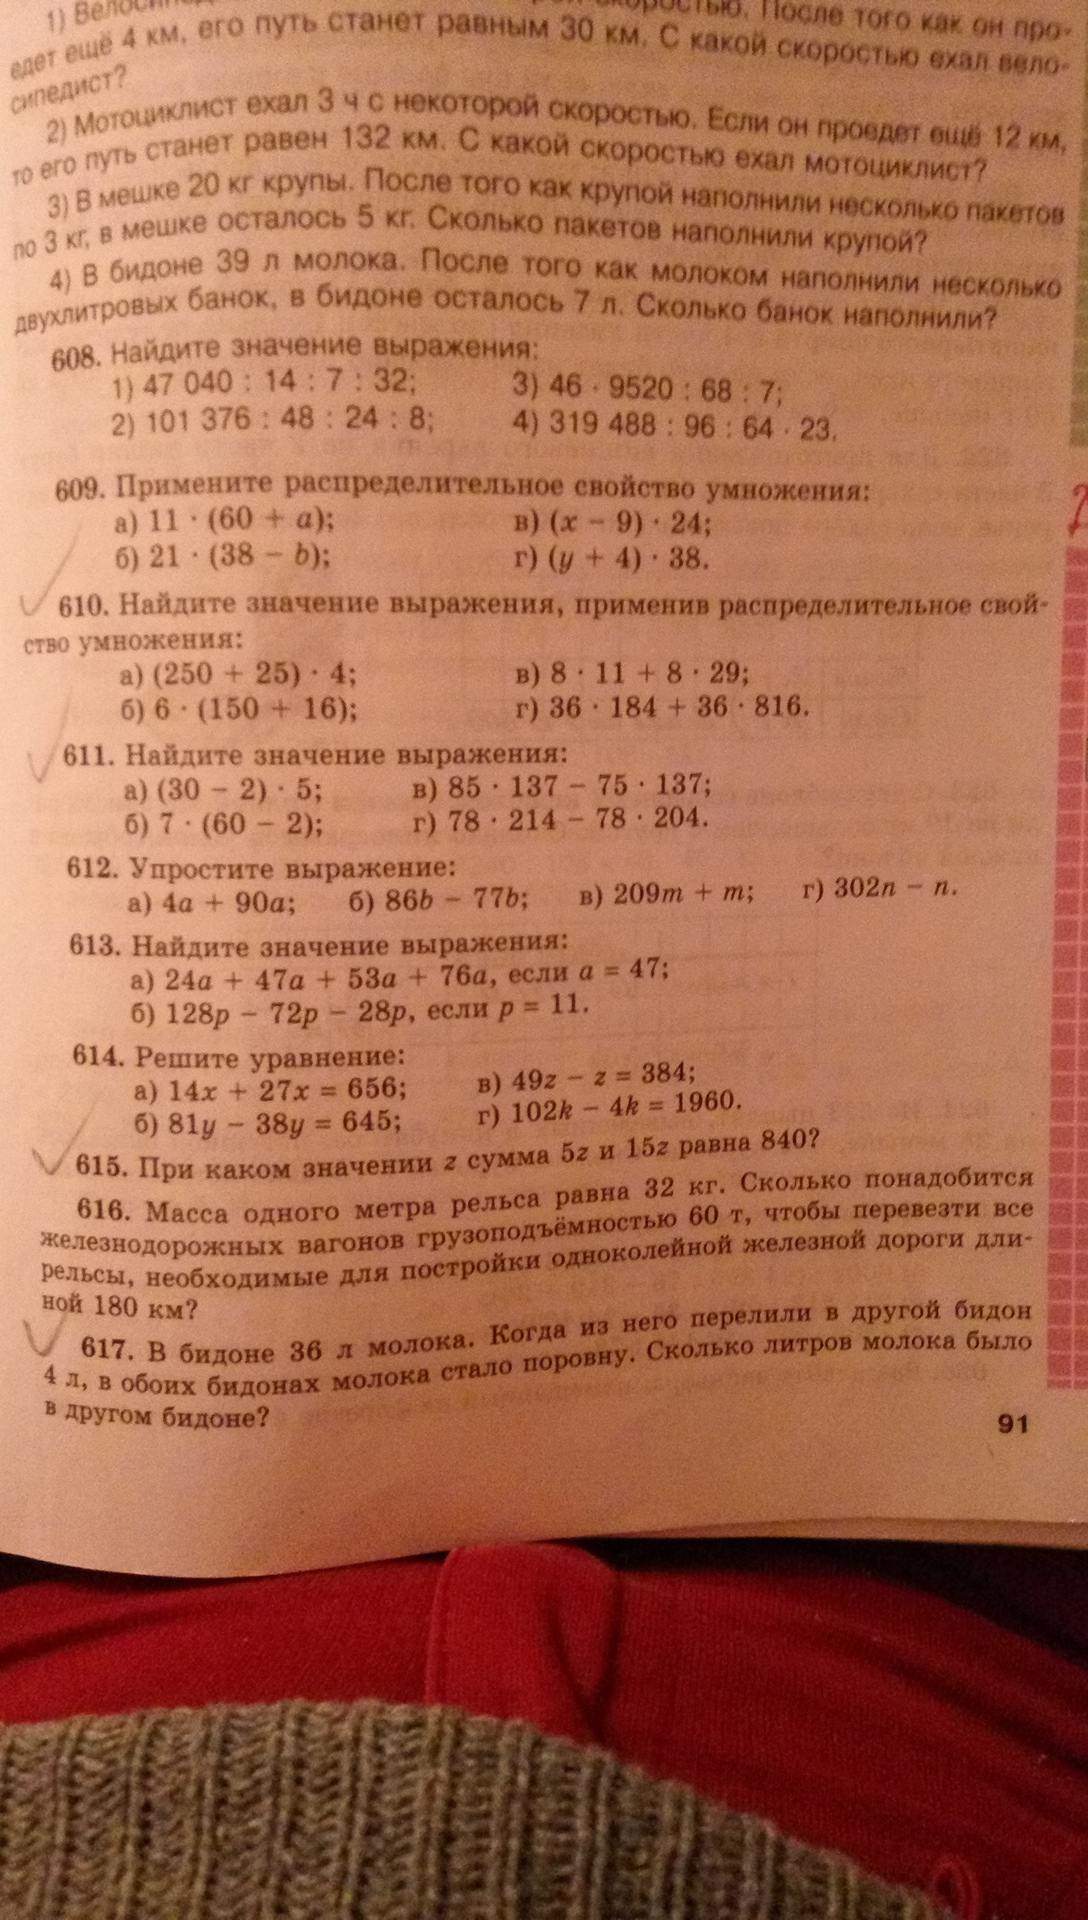 1)
скоростью. После того как он про-
едет ещё 4 км, его путь станет равным 30 км. С какой скоростью ехал вело-
сипедист?
2) Мотоциклист ехал 3 ч с некоторой скоростью. Если он проедет ещё 12 км,
то его путь станет равен 132 км. С какой скоростью ехал мотоциклист?
3) В мешке 20 кг крупы. После того как крупой наполнили несколько пакетов
по 3 кг, в мешке осталось 5 кг. Сколько пакетов наполнили крупой?
4) В бидоне 39 л молока. После того как молоком наполнили несколько
двухлитровых банок, в бидоне осталось 7 л. Сколько банок наполнили?
608. Найдите значение выражения:
1) 47 040 : 14 : 7 : 32; 3) 46 · 9520 : 68 : 7;
2) 101 376 : 48 : 24 : 8; 4) 319 488 : 96 : 64 · 23.
609. Примените распределительное свойство умножения:
а) 11 · (60 + a); в) (x − 9) · 24;
б) 21 · (38 − b); г) (y + 4) · 38.
610. Найдите значение выражения, применив распределительное свой-
ство умножения:
а) (250 + 25) · 4; в) 8 · 11 + 8 · 29;
б) 6 · (150 + 16); г) 36 · 184 + 36 · 816.
611. Найдите значение выражения:
а) (30 − 2) · 5; в) 85 · 137 − 75 · 137;
б) 7 · (60 − 2); г) 78 · 214 − 78 · 204.
612. Упростите выражение:
а) 4a + 90a; б) 86b − 77b; в) 209m + m; г) 302n − n.
613. Найдите значение выражения:
а) 24a + 47a + 53a + 76a, если a = 47;
б) 128p − 72p − 28p, если p = 11.
614. Решите уравнение:
а) 14x + 27x = 656; в) 49z − z = 384;
б) 81y − 38y = 645; г) 102k − 4k = 1960.
615. При каком значении z сумма 5z и 15z равна 840?
616. Масса одного метра рельса равна 32 кг. Сколько понадобится
железнодорожных вагонов грузоподъёмностью 60 т, чтобы перевезти все
рельсы, необходимые для постройки одноколейной железной дороги дли-
ной 180 км?
617. В бидоне 36 л молока. Когда из него перелили в другой бидон
4 л, в обоих бидонах молока стало поровну. Сколько литров молока было
в другом бидоне?
91